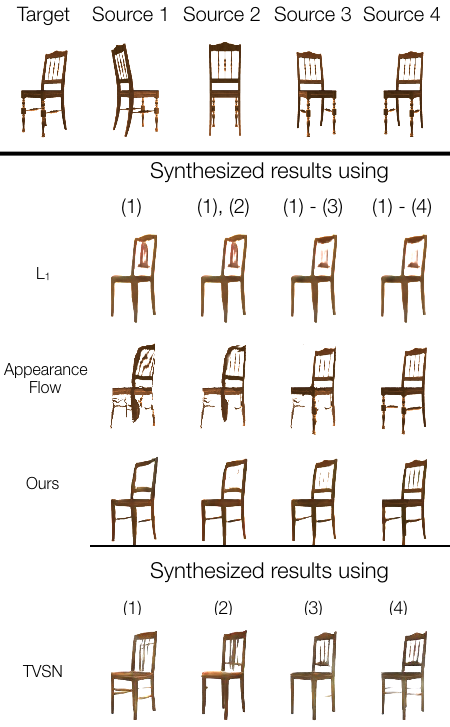 Target Source 1 Source 2 Source 3 Source 4
Synthesized results using
(1) (1), (2) (1) - (3) (1) - (4)
L₁
Appearance
Flow
Ours
Synthesized results using
(1) (2) (3) (4)
TVSN